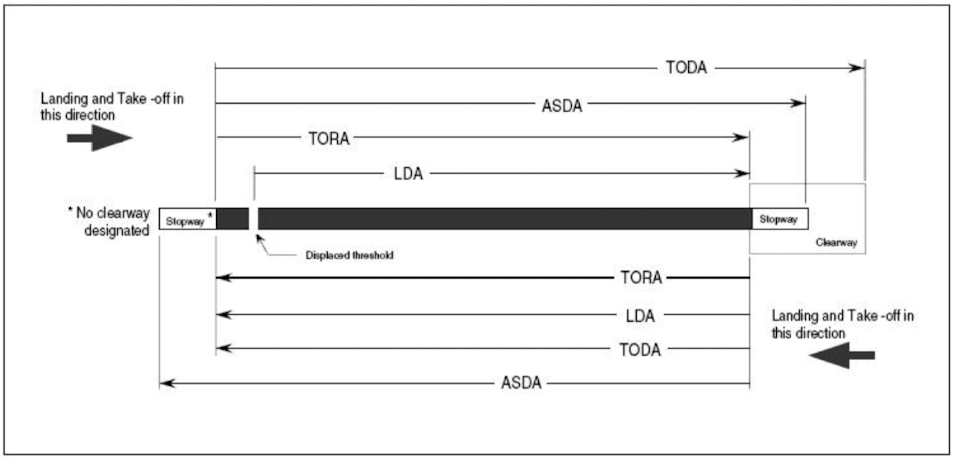 TODA
Landing and Take -off in
this direction
ASDA
TORA
LDA
* No clearway
designated
Stopway *
Stopway
Clearway
Displaced threshold
TORA
LDA
Landing and Take -off in
this direction
TODA
ASDA